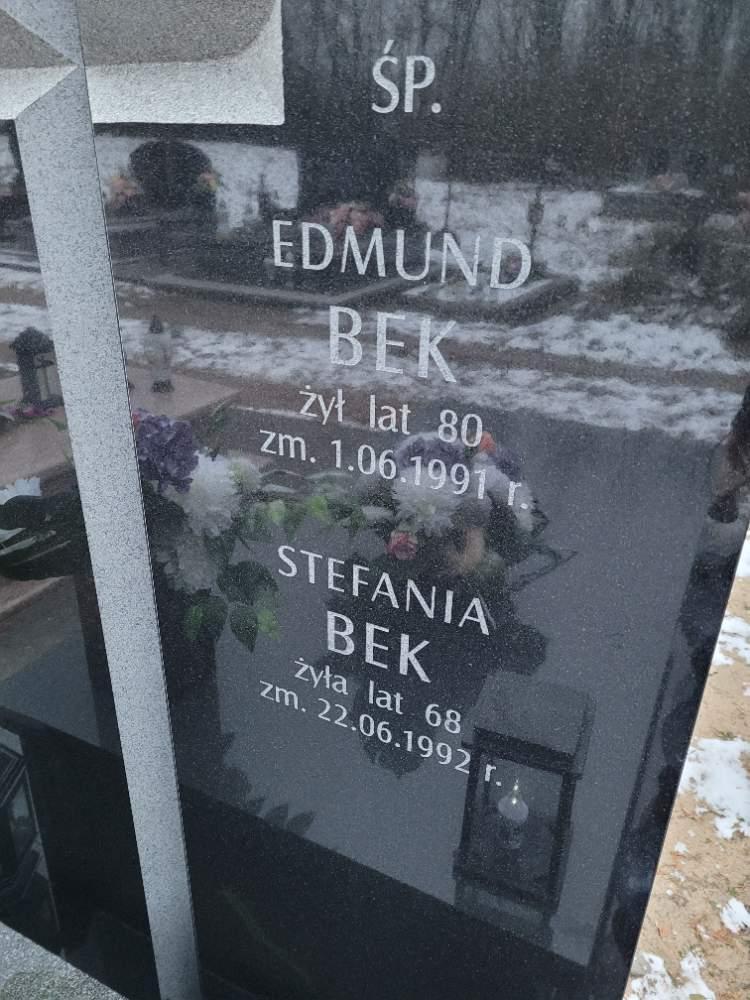 ŚP.
EDMUND
BEK
żył lat 80
zm. 1.06.1991 r.
STEFANIA
BEK
żyła lat 68
zm. 22.06.1992 r.